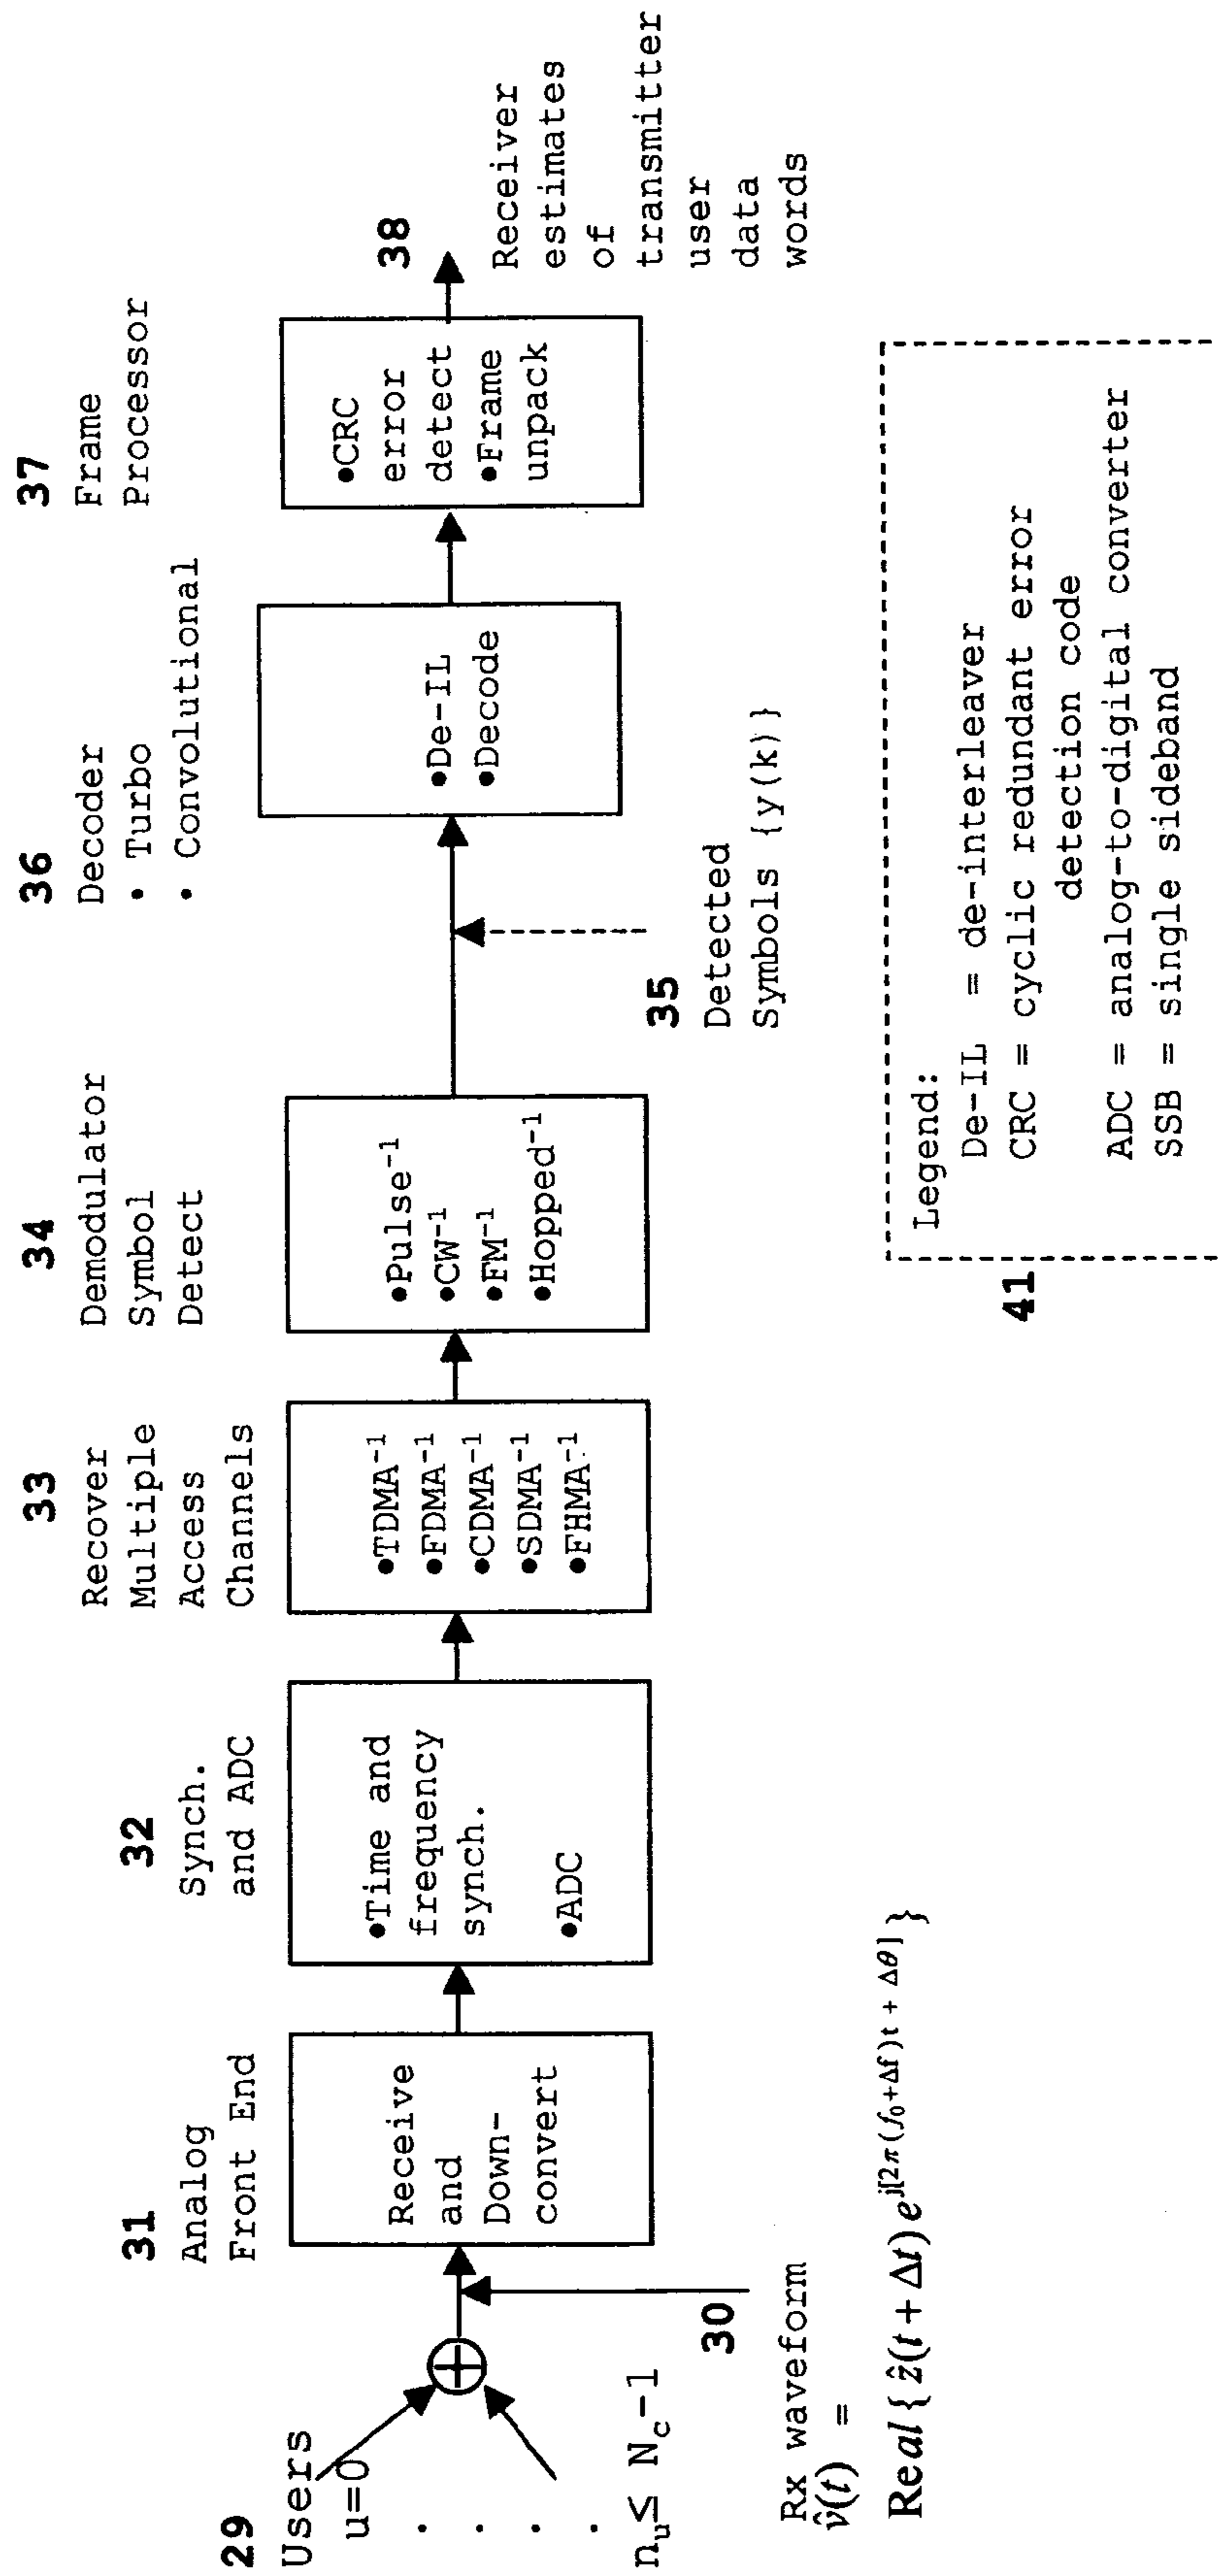 29
Users
u=0
.
.
.
.
n_u ≤ N_c-1
30
Rx waveform
v̂(t) =
Real { ẑ(t + Δt) e^{j[2π(f₀+Δf)t + Δθ]} }
31
Analog
Front End
Receive
and
Down-
convert
32
Synch.
and ADC
•Time and
frequency
synch.
•ADC
33
Recover
Multiple
Access
Channels
•TDMA⁻¹
•FDMA⁻¹
•CDMA⁻¹
•SDMA⁻¹
•FHMA⁻¹
34
Demodulator
Symbol
Detect
•Pulse⁻¹
•CW⁻¹
•FM⁻¹
•Hopped⁻¹
35
Detected
Symbols {y(k)}
36
Decoder
• Turbo
• Convolutional
•De-IL
•Decode
37
Frame
Processor
•CRC
error
detect
•Frame
unpack
38
Receiver
estimates
of
transmitter
user
data
words
41
Legend:
De-IL = de-interleaver
CRC = cyclic redundant error
detection code
ADC = analog-to-digital converter
SSB = single sideband